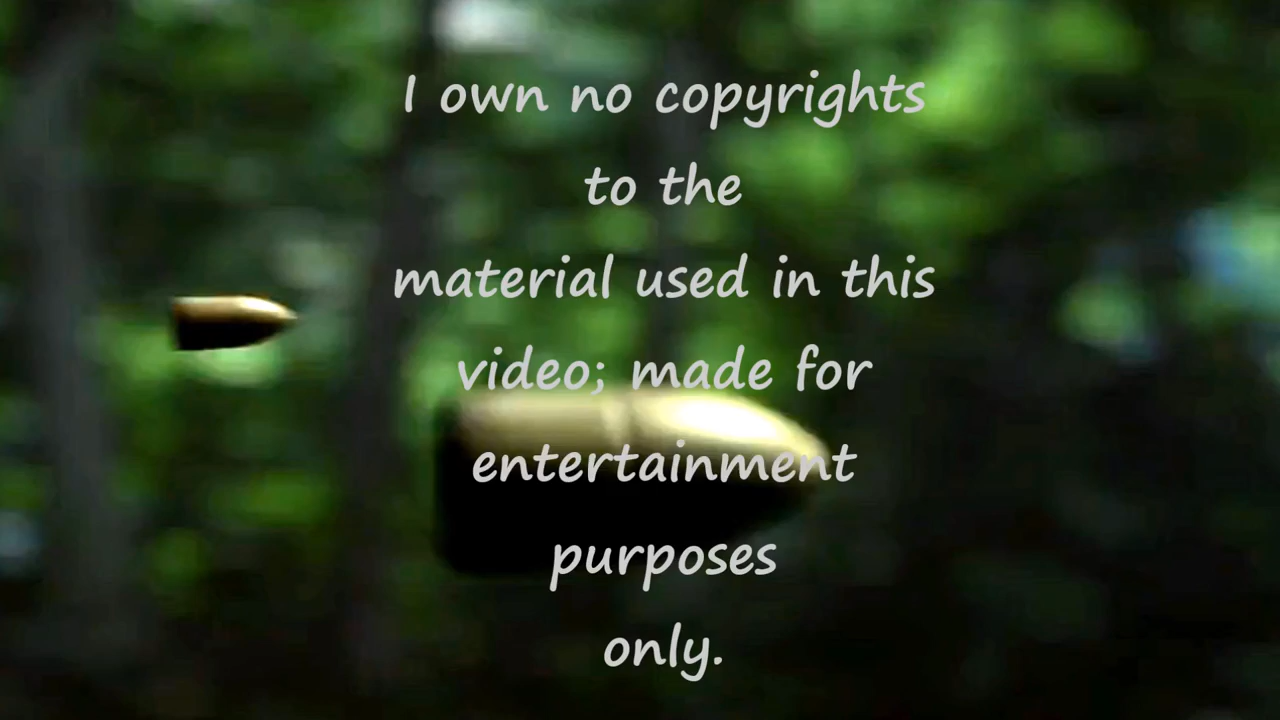 I own no copyrights
to the
material used in this
video; made for
entertainment
purposes
only.